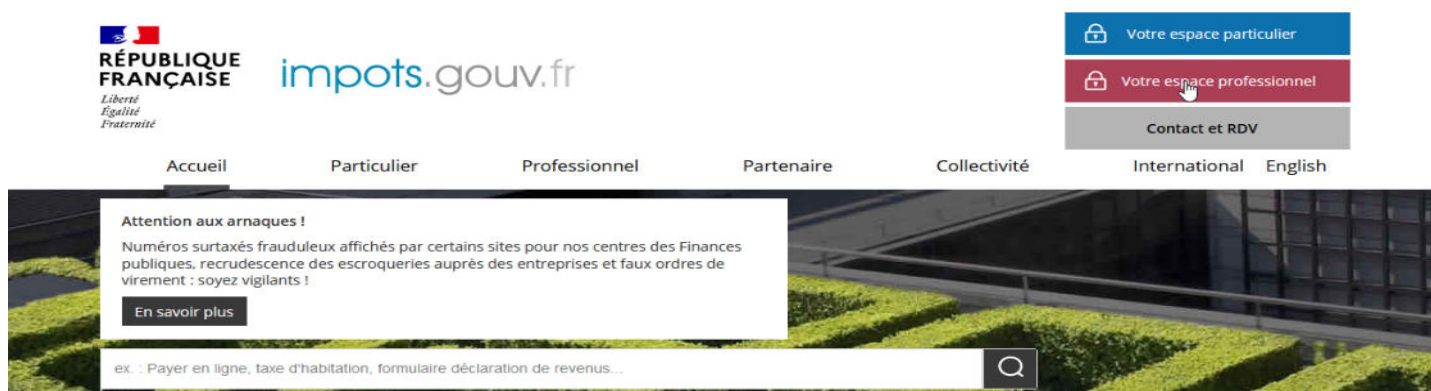 RÉPUBLIQUE
FRANÇAISE
Liberté
Égalité
Fraternité
impots.gouv.fr
Votre espace particulier
Votre espace professionnel
Contact et RDV
Accueil Particulier Professionnel Partenaire Collectivité International English
Attention aux arnaques !
Numéros surtaxés frauduleux affichés par certains sites pour nos centres des Finances
publiques, recrudescence des escroqueries auprès des entreprises et faux ordres de
virement : soyez vigilants !
En savoir plus
ex. : Payer en ligne, taxe d'habitation, formulaire déclaration de revenus...